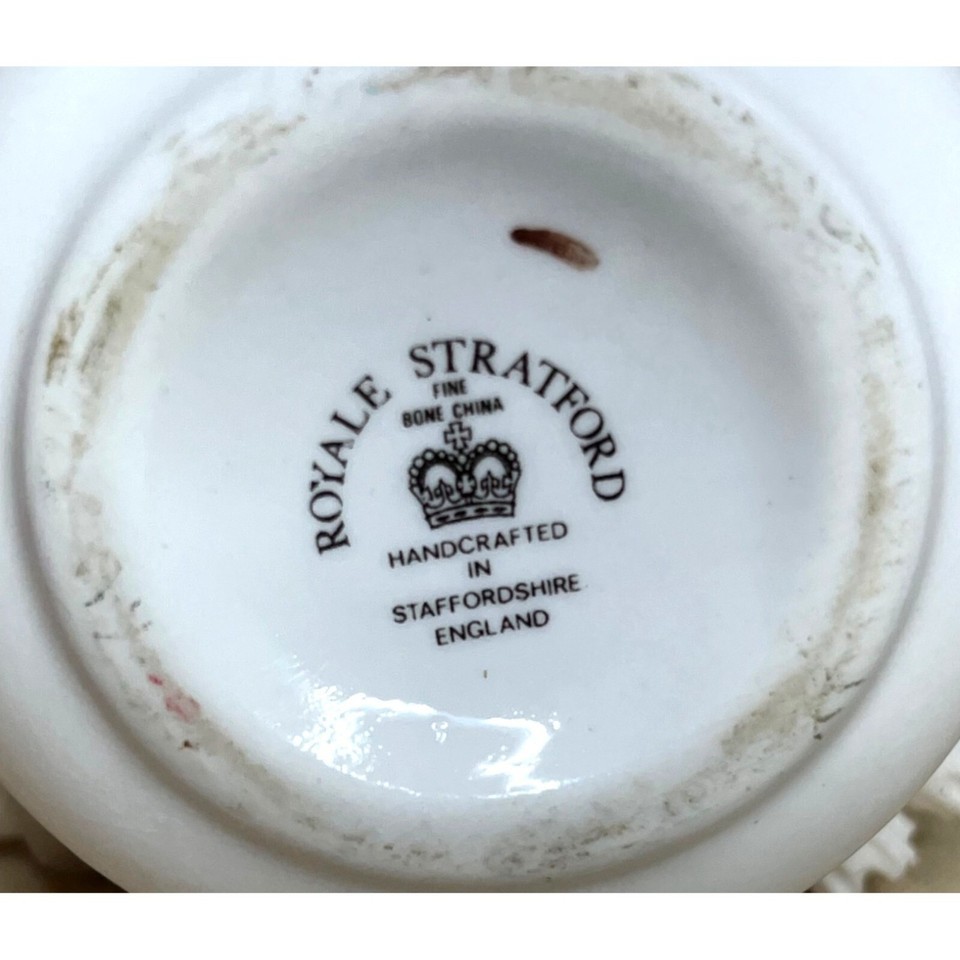 ROYALE STRATFORD
FINE
BONE CHINA
HANDCRAFTED
IN
STAFFORDSHIRE
ENGLAND